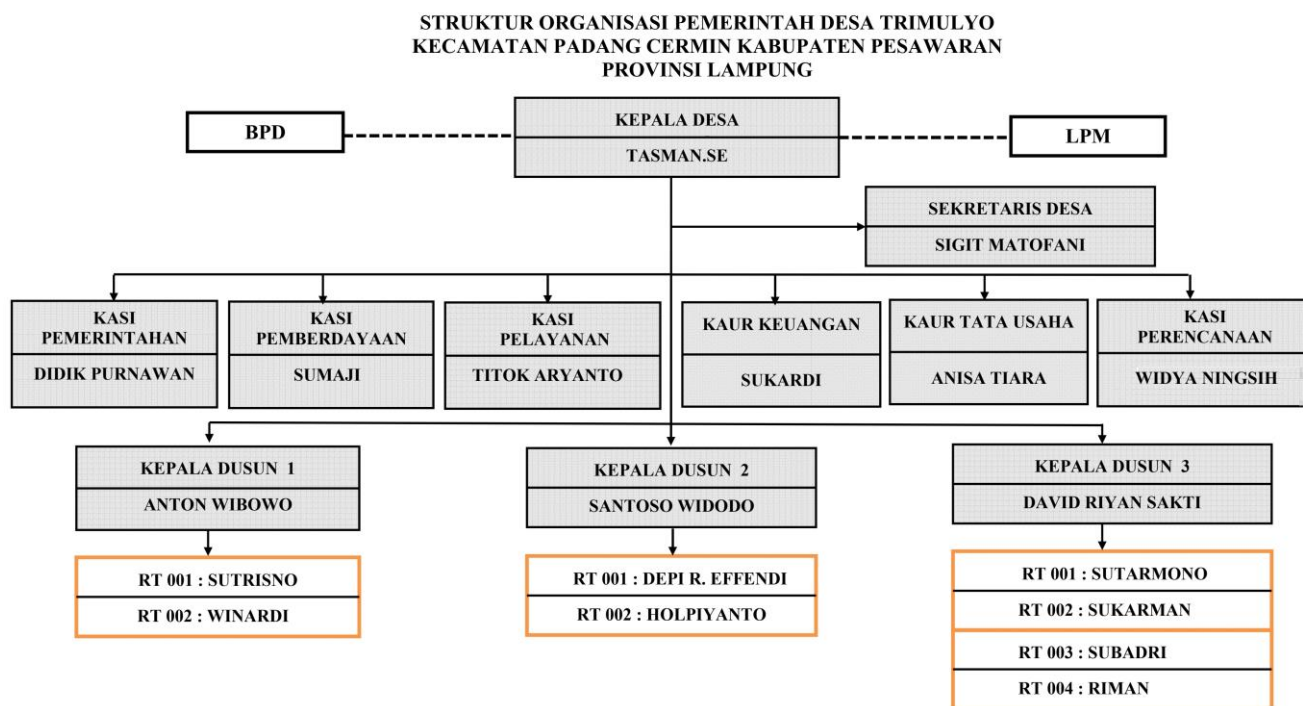 STRUKTUR ORGANISASI PEMERINTAH DESA TRIMULYO
KECAMATAN PADANG CERMIN KABUPATEN PESAWARAN
PROVINSI LAMPUNG
BPD
KEPALA DESA
TASMAN.SE
LPM
SEKRETARIS DESA
SIGIT MATOFANI
KASI
PEMERINTAHAN
DIDIK PURNAWAN
KASI
PEMBERDAYAAN
SUMAJI
KASI
PELAYANAN
TITOK ARYANTO
KAUR KEUANGAN
SUKARDI
KAUR TATA USAHA
ANISA TIARA
KASI
PERENCANAAN
WIDYA NINGSIH
KEPALA DUSUN 1
ANTON WIBOWO
RT 001 : SUTRISNO
RT 002 : WINARDI
KEPALA DUSUN 2
SANTOSO WIDODO
RT 001 : DEPI R. EFFENDI
RT 002 : HOLPIYANTO
KEPALA DUSUN 3
DAVID RIYAN SAKTI
RT 001 : SUTARMONO
RT 002 : SUKARMAN
RT 003 : SUBADRI
RT 004 : RIMAN